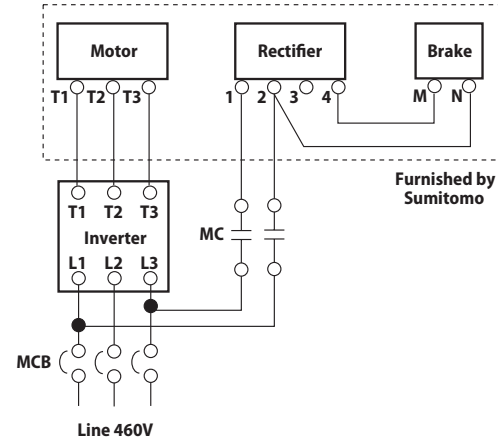 Motor Rectifier Brake
T1 T2 T3 1 2 3 4 M N
Furnished by
Sumitomo
T1 T2 T3
Inverter
MC
L1 L2 L3
MCB
Line 460V